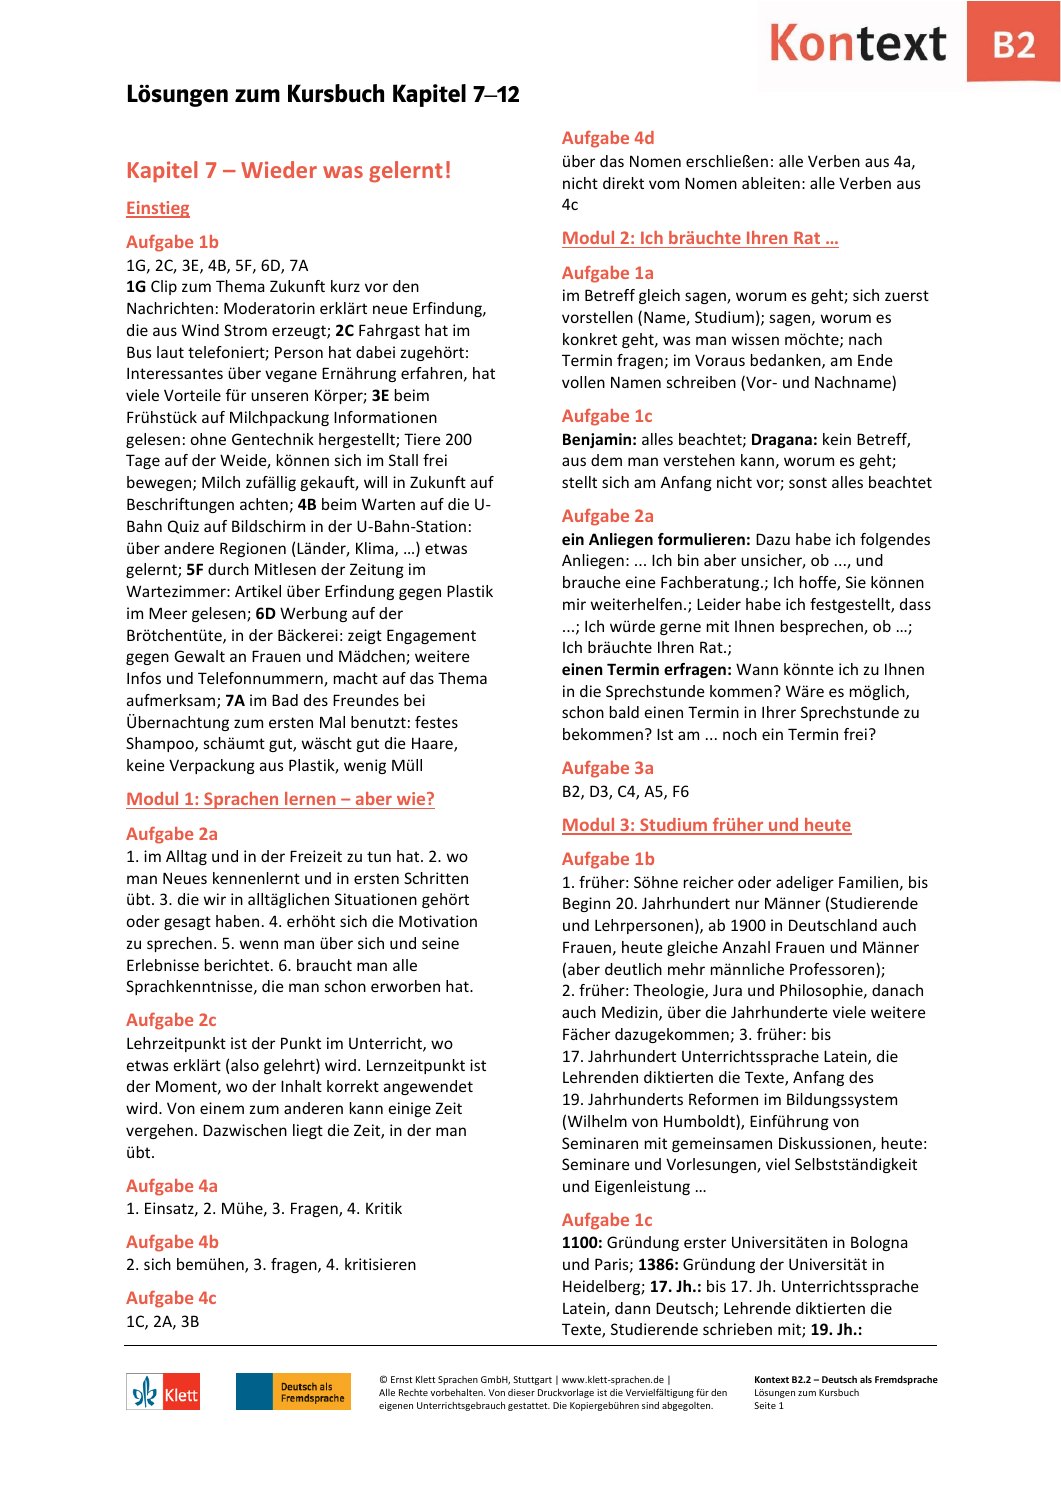 Kontext B2
Lösungen zum Kursbuch Kapitel 7–12
Kapitel 7 – Wieder was gelernt!
Einstieg
Aufgabe 1b
1G, 2C, 3E, 4B, 5F, 6D, 7A
1G Clip zum Thema Zukunft kurz vor den
Nachrichten: Moderatorin erklärt neue Erfindung,
die aus Wind Strom erzeugt; 2C Fahrgast hat im
Bus laut telefoniert; Person hat dabei zugehört:
Interessantes über vegane Ernährung erfahren, hat
viele Vorteile für unseren Körper; 3E beim
Frühstück auf Milchpackung Informationen
gelesen: ohne Gentechnik hergestellt; Tiere 200
Tage auf der Weide, können sich im Stall frei
bewegen; Milch zufällig gekauft, will in Zukunft auf
Beschriftungen achten; 4B beim Warten auf die U-
Bahn Quiz auf Bildschirm in der U-Bahn-Station:
über andere Regionen (Länder, Klima, …) etwas
gelernt; 5F durch Mitlesen der Zeitung im
Wartezimmer: Artikel über Erfindung gegen Plastik
im Meer gelesen; 6D Werbung auf der
Brötchentüte, in der Bäckerei: zeigt Engagement
gegen Gewalt an Frauen und Mädchen; weitere
Infos und Telefonnummern, macht auf das Thema
aufmerksam; 7A im Bad des Freundes bei
Übernachtung zum ersten Mal benutzt: festes
Shampoo, schäumt gut, wäscht gut die Haare,
keine Verpackung aus Plastik, wenig Müll
Modul 1: Sprachen lernen – aber wie?
Aufgabe 2a
1. im Alltag und in der Freizeit zu tun hat. 2. wo
man Neues kennenlernt und in ersten Schritten
übt. 3. die wir in alltäglichen Situationen gehört
oder gesagt haben. 4. erhöht sich die Motivation
zu sprechen. 5. wenn man über sich und seine
Erlebnisse berichtet. 6. braucht man alle
Sprachkenntnisse, die man schon erworben hat.
Aufgabe 2c
Lehrzeitpunkt ist der Punkt im Unterricht, wo
etwas erklärt (also gelehrt) wird. Lernzeitpunkt ist
der Moment, wo der Inhalt korrekt angewendet
wird. Von einem zum anderen kann einige Zeit
vergehen. Dazwischen liegt die Zeit, in der man
übt.
Aufgabe 4a
1. Einsatz, 2. Mühe, 3. Fragen, 4. Kritik
Aufgabe 4b
2. sich bemühen, 3. fragen, 4. kritisieren
Aufgabe 4c
1C, 2A, 3B
Aufgabe 4d
über das Nomen erschließen: alle Verben aus 4a,
nicht direkt vom Nomen ableiten: alle Verben aus
4c
Modul 2: Ich bräuchte Ihren Rat …
Aufgabe 1a
im Betreff gleich sagen, worum es geht; sich zuerst
vorstellen (Name, Studium); sagen, worum es
konkret geht, was man wissen möchte; nach
Termin fragen; im Voraus bedanken, am Ende
vollen Namen schreiben (Vor- und Nachname)
Aufgabe 1c
Benjamin: alles beachtet; Dragana: kein Betreff,
aus dem man verstehen kann, worum es geht;
stellt sich am Anfang nicht vor; sonst alles beachtet
Aufgabe 2a
ein Anliegen formulieren: Dazu habe ich folgendes
Anliegen: ... Ich bin aber unsicher, ob ..., und
brauche eine Fachberatung.; Ich hoffe, Sie können
mir weiterhelfen.; Leider habe ich festgestellt, dass
...; Ich würde gerne mit Ihnen besprechen, ob …;
Ich bräuchte Ihren Rat.;
einen Termin erfragen: Wann könnte ich zu Ihnen
in die Sprechstunde kommen? Wäre es möglich,
schon bald einen Termin in Ihrer Sprechstunde zu
bekommen? Ist am ... noch ein Termin frei?
Aufgabe 3a
B2, D3, C4, A5, F6
Modul 3: Studium früher und heute
Aufgabe 1b
1. früher: Söhne reicher oder adeliger Familien, bis
Beginn 20. Jahrhundert nur Männer (Studierende
und Lehrpersonen), ab 1900 in Deutschland auch
Frauen, heute gleiche Anzahl Frauen und Männer
(aber deutlich mehr männliche Professoren);
2. früher: Theologie, Jura und Philosophie, danach
auch Medizin, über die Jahrhunderte viele weitere
Fächer dazugekommen; 3. früher: bis
17. Jahrhundert Unterrichtssprache Latein, die
Lehrenden diktierten die Texte, Anfang des
19. Jahrhunderts Reformen im Bildungssystem
(Wilhelm von Humboldt), Einführung von
Seminaren mit gemeinsamen Diskussionen, heute:
Seminare und Vorlesungen, viel Selbstständigkeit
und Eigenleistung …
Aufgabe 1c
1100: Gründung erster Universitäten in Bologna
und Paris; 1386: Gründung der Universität in
Heidelberg; 17. Jh.: bis 17. Jh. Unterrichtssprache
Latein, dann Deutsch; Lehrende diktierten die
Texte, Studierende schrieben mit; 19. Jh.:
Klett
Deutsch als
Fremdsprache
© Ernst Klett Sprachen GmbH, Stuttgart | www.klett-sprachen.de |
Alle Rechte vorbehalten. Von dieser Druckvorlage ist die Vervielfältigung für den
eigenen Unterrichtsgebrauch gestattet. Die Kopiergebühren sind abgegolten.
Kontext B2.2 – Deutsch als Fremdsprache
Lösungen zum Kursbuch
Seite 1